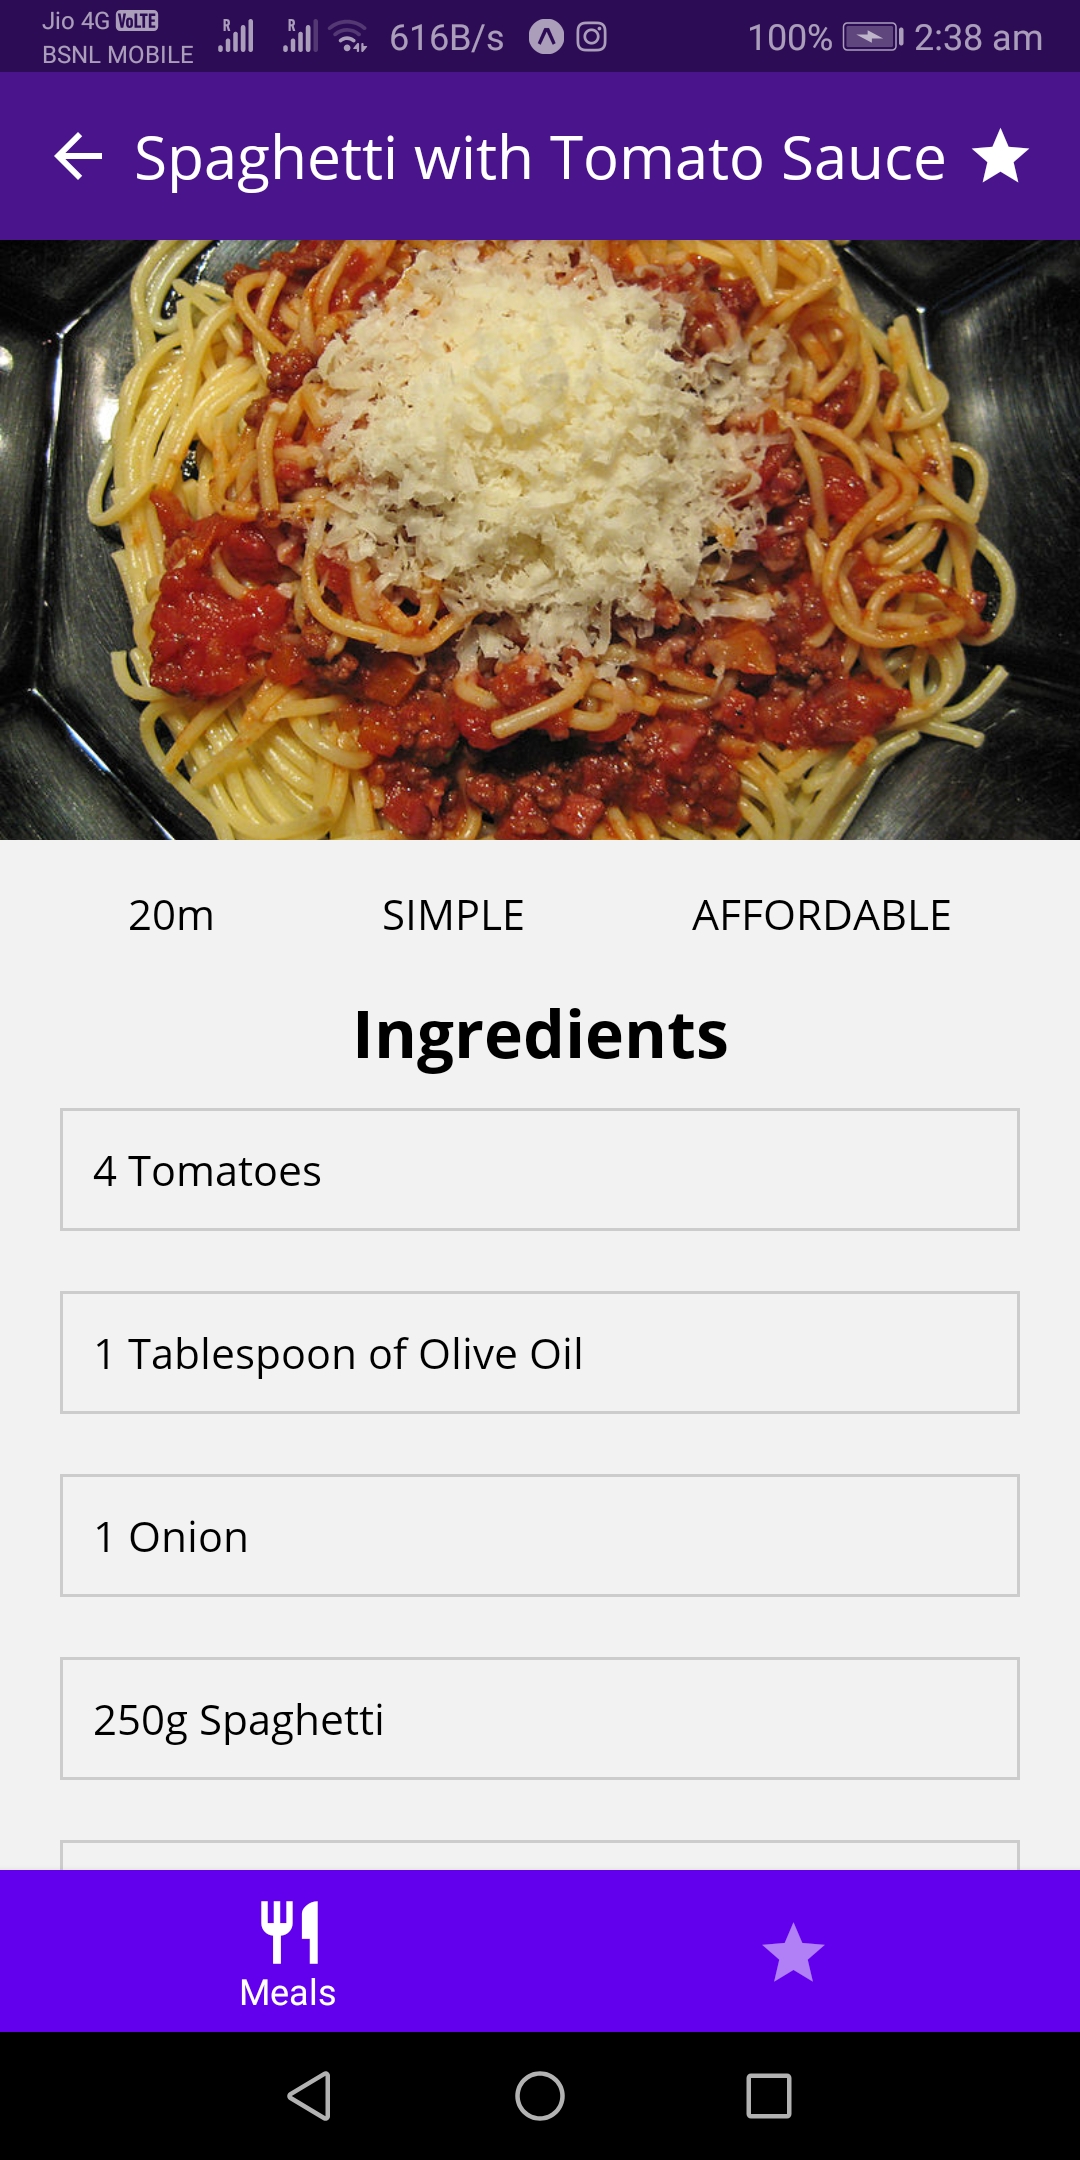 Jio 4G VoLTE
BSNL MOBILE
R R 616B/s 100% 2:38 am
Spaghetti with Tomato Sauce
20m SIMPLE AFFORDABLE
Ingredients
4 Tomatoes
1 Tablespoon of Olive Oil
1 Onion
250g Spaghetti
Meals